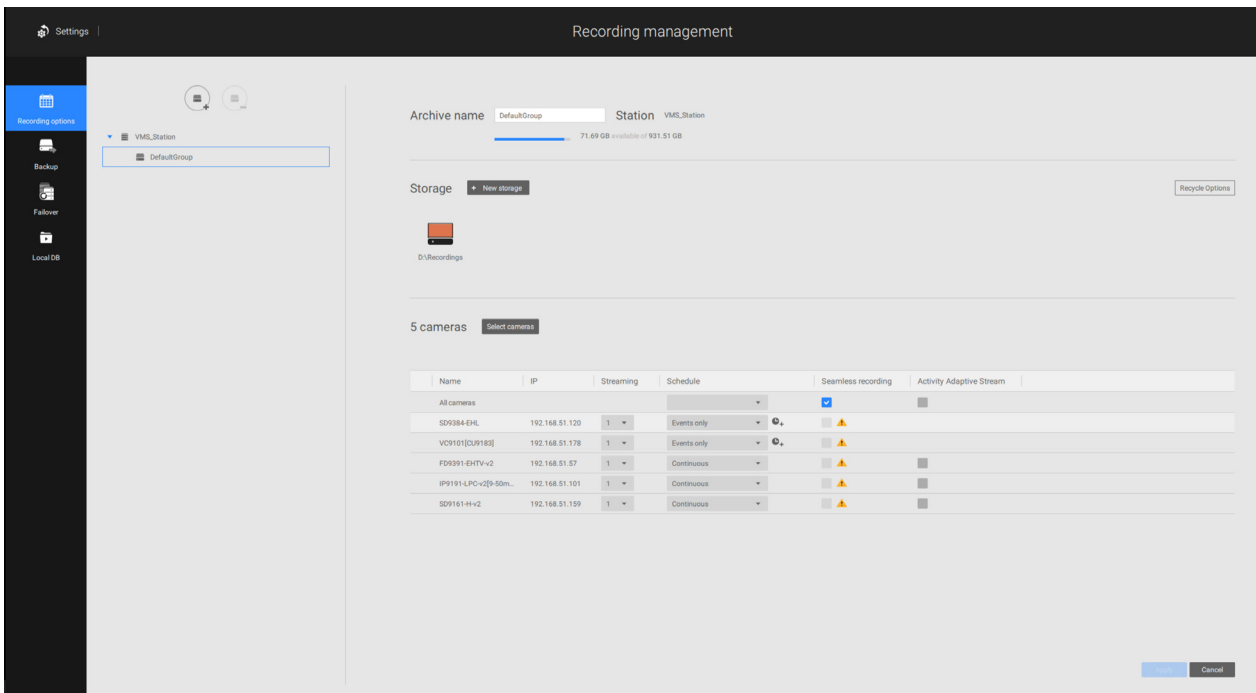 Settings
Recording management
Recording options
Backup
Failover
Local DB
VMS_Station
DefaultGroup
Archive name DefaultGroup Station VMS_Station
71.69 GB available of 931.51 GB
Storage + New storage Recycle Options
D:\Recordings
5 cameras Select cameras
Name IP Streaming Schedule Seamless recording Activity Adaptive Stream
All cameras
SD9384-EHL 192.168.51.120 1 Events only
VC9101[CU9183] 192.168.51.178 1 Events only
FD9391-EHTV-v2 192.168.51.57 1 Continuous
IP9191-LPC-v2[9-50m... 192.168.51.101 1 Continuous
SD9161-H-v2 192.168.51.159 1 Continuous
Apply Cancel